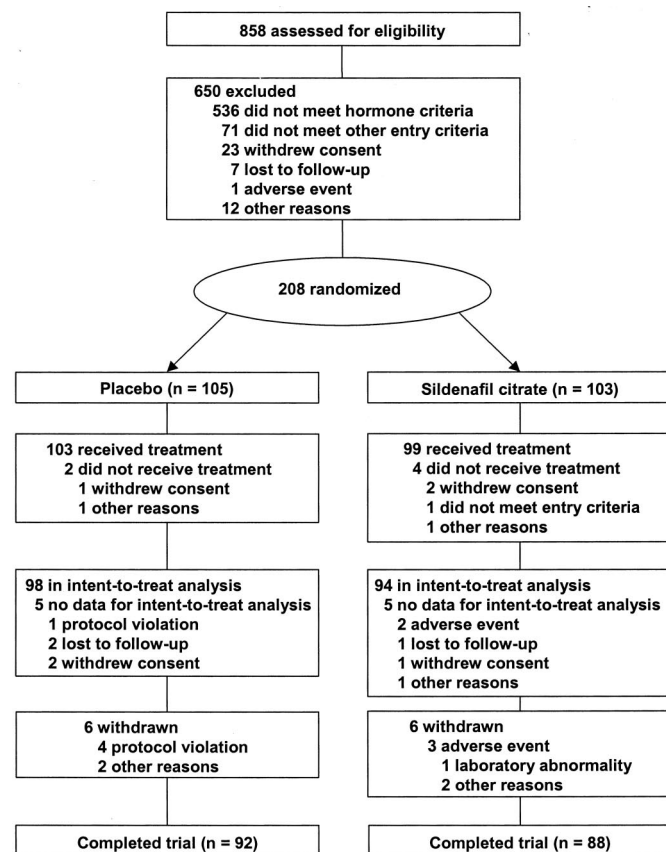 858 assessed for eligibility
650 excluded
536 did not meet hormone criteria
71 did not meet other entry criteria
23 withdrew consent
7 lost to follow-up
1 adverse event
12 other reasons
208 randomized
Placebo (n = 105)
103 received treatment
2 did not receive treatment
1 withdrew consent
1 other reasons
98 in intent-to-treat analysis
5 no data for intent-to-treat analysis
1 protocol violation
2 lost to follow-up
2 withdrew consent
6 withdrawn
4 protocol violation
2 other reasons
Completed trial (n = 92)
Sildenafil citrate (n = 103)
99 received treatment
4 did not receive treatment
2 withdrew consent
1 did not meet entry criteria
1 other reasons
94 in intent-to-treat analysis
5 no data for intent-to-treat analysis
2 adverse event
1 lost to follow-up
1 withdrew consent
1 other reasons
6 withdrawn
3 adverse event
1 laboratory abnormality
2 other reasons
Completed trial (n = 88)